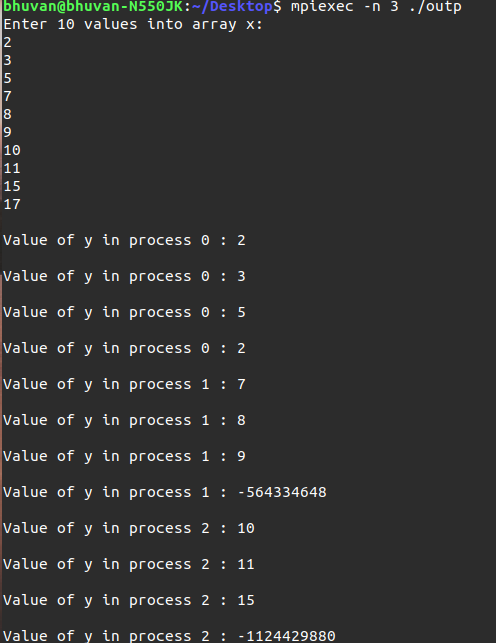 bhuvan@bhuvan-N550JK:~/Desktop$ mpiexec -n 3 ./outp
Enter 10 values into array x:
2
3
5
7
8
9
10
11
15
17
Value of y in process 0 : 2
Value of y in process 0 : 3
Value of y in process 0 : 5
Value of y in process 0 : 2
Value of y in process 1 : 7
Value of y in process 1 : 8
Value of y in process 1 : 9
Value of y in process 1 : -564334648
Value of y in process 2 : 10
Value of y in process 2 : 11
Value of y in process 2 : 15
Value of y in process 2 : -1124429880